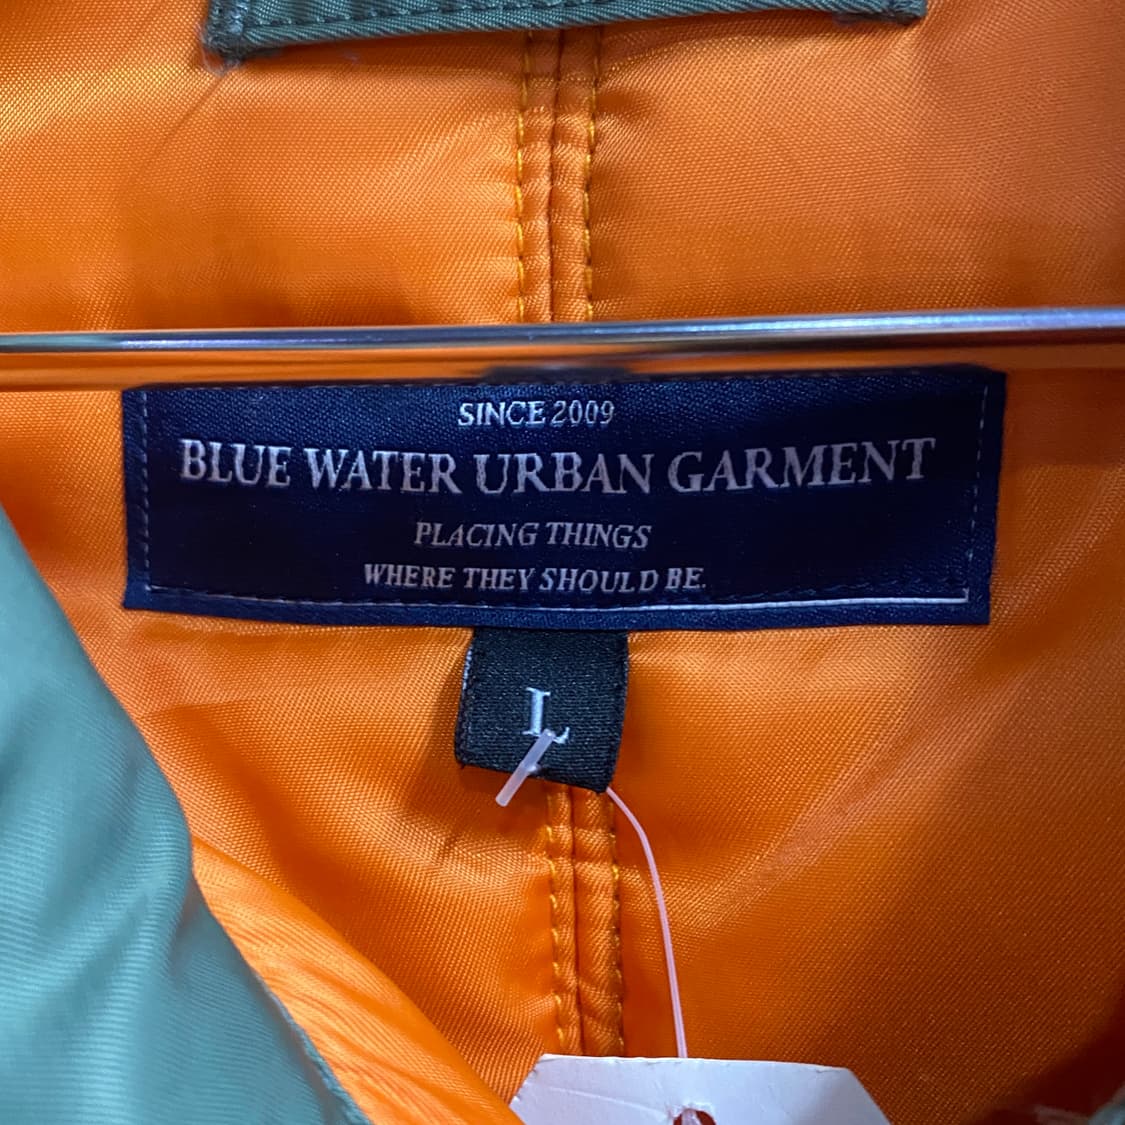 SINCE 2009
BLUE WATER URBAN GARMENT
PLACING THINGS
WHERE THEY SHOULD BE.
L